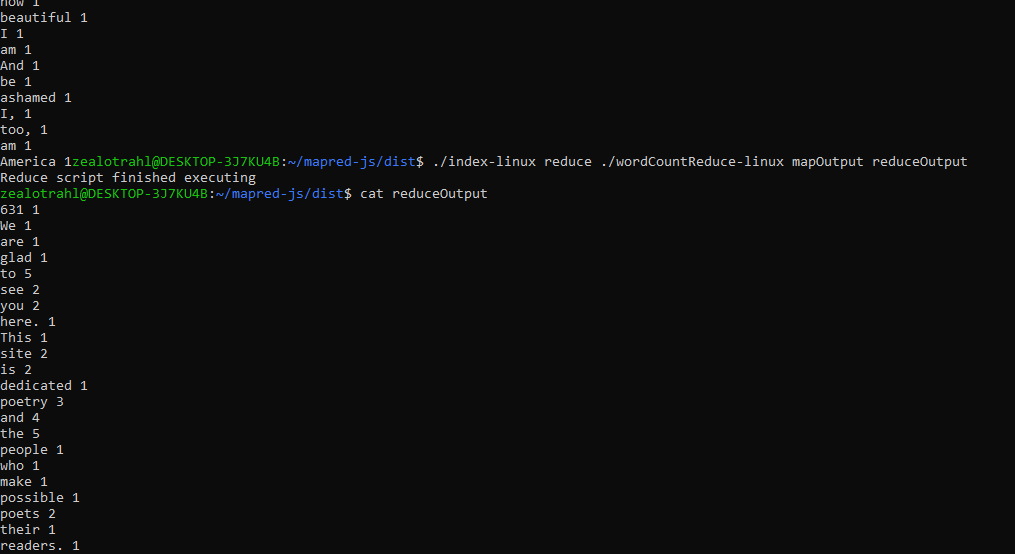 now 1
beautiful 1
I 1
am 1
And 1
be 1
ashamed 1
I, 1
too, 1
am 1
America 1zealotrahl@DESKTOP-3J7KU4B:~/mapred-js/dist$ ./index-linux reduce ./wordCountReduce-linux mapOutput reduceOutput
Reduce script finished executing
zealotrahl@DESKTOP-3J7KU4B:~/mapred-js/dist$ cat reduceOutput
631 1
We 1
are 1
glad 1
to 5
see 2
you 2
here. 1
This 1
site 2
is 2
dedicated 1
poetry 3
and 4
the 5
people 1
who 1
make 1
possible 1
poets 2
their 1
readers. 1